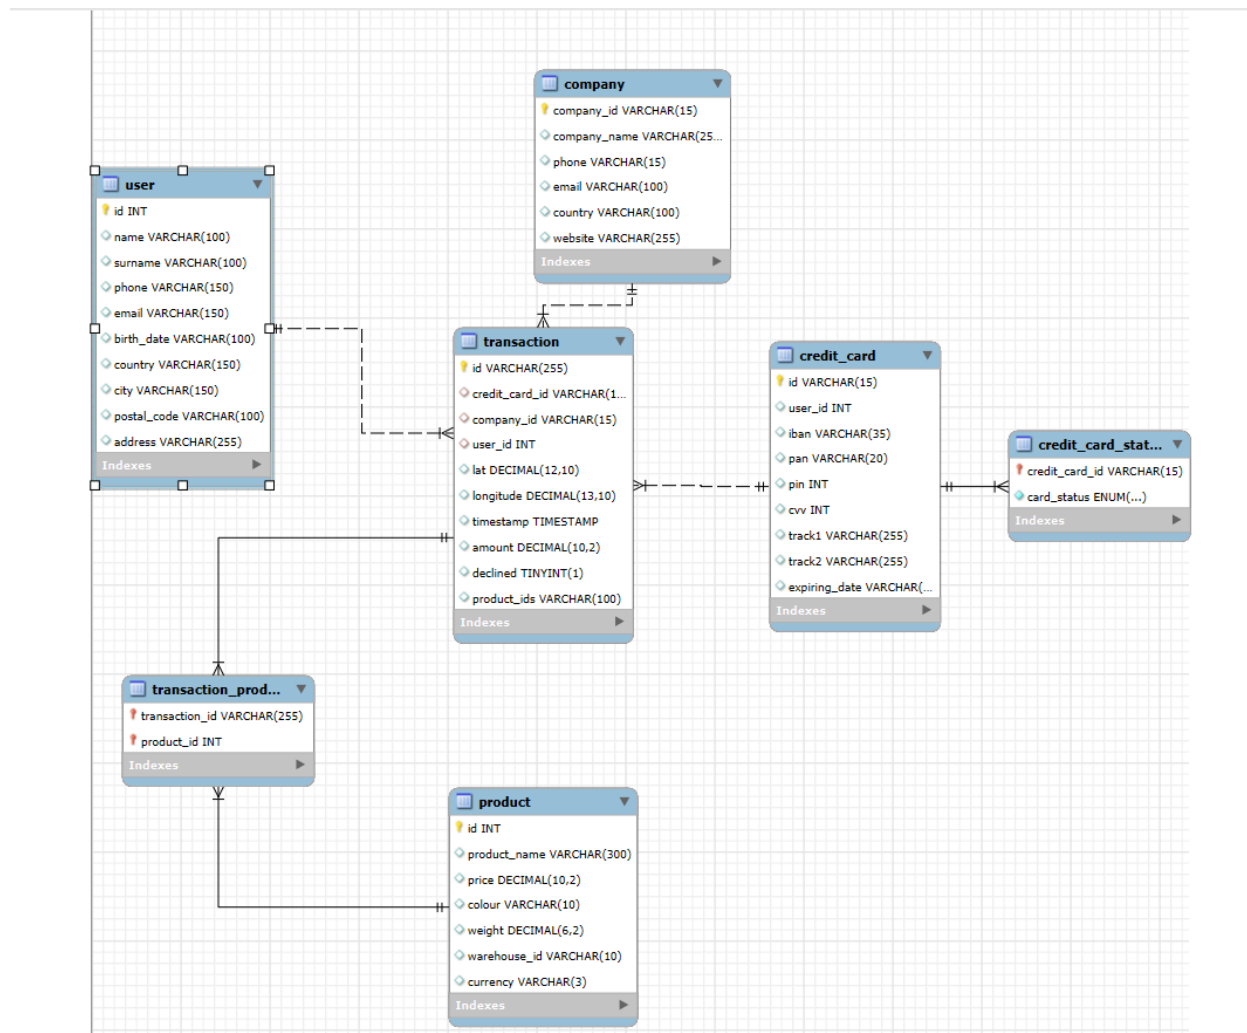 company
company_id VARCHAR(15)
company_name VARCHAR(25...
phone VARCHAR(15)
email VARCHAR(100)
country VARCHAR(100)
website VARCHAR(255)
Indexes
user
id INT
name VARCHAR(100)
surname VARCHAR(100)
phone VARCHAR(150)
email VARCHAR(150)
birth_date VARCHAR(100)
country VARCHAR(150)
city VARCHAR(150)
postal_code VARCHAR(100)
address VARCHAR(255)
Indexes
transaction
id VARCHAR(255)
credit_card_id VARCHAR(1...
company_id VARCHAR(15)
user_id INT
lat DECIMAL(12,10)
longitude DECIMAL(13,10)
timestamp TIMESTAMP
amount DECIMAL(10,2)
declined TINYINT(1)
product_ids VARCHAR(100)
Indexes
credit_card
id VARCHAR(15)
user_id INT
iban VARCHAR(35)
pan VARCHAR(20)
pin INT
cvv INT
track1 VARCHAR(255)
track2 VARCHAR(255)
expiring_date VARCHAR(...
Indexes
credit_card_stat...
credit_card_id VARCHAR(15)
card_status ENUM(...)
Indexes
transaction_prod...
transaction_id VARCHAR(255)
product_id INT
Indexes
product
id INT
product_name VARCHAR(300)
price DECIMAL(10,2)
colour VARCHAR(10)
weight DECIMAL(6,2)
warehouse_id VARCHAR(10)
currency VARCHAR(3)
Indexes